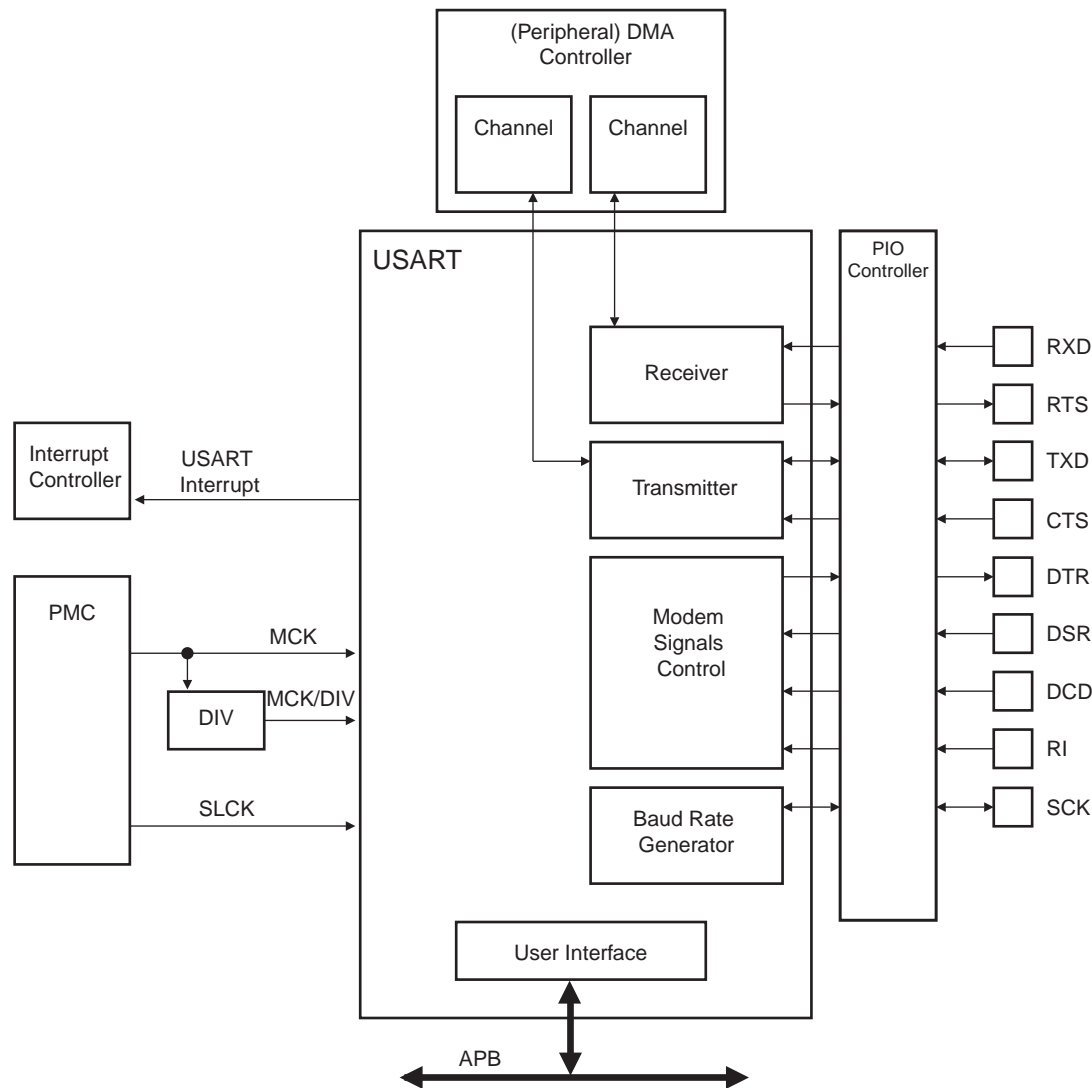 (Peripheral) DMA
Controller
Channel
Channel
USART
PIO
Controller
Receiver
RXD
RTS
Interrupt
Controller
USART
Interrupt
Transmitter
TXD
CTS
PMC
MCK
DIV
MCK/DIV
SLCK
Modem
Signals
Control
DTR
DSR
DCD
RI
Baud Rate
Generator
SCK
User Interface
APB